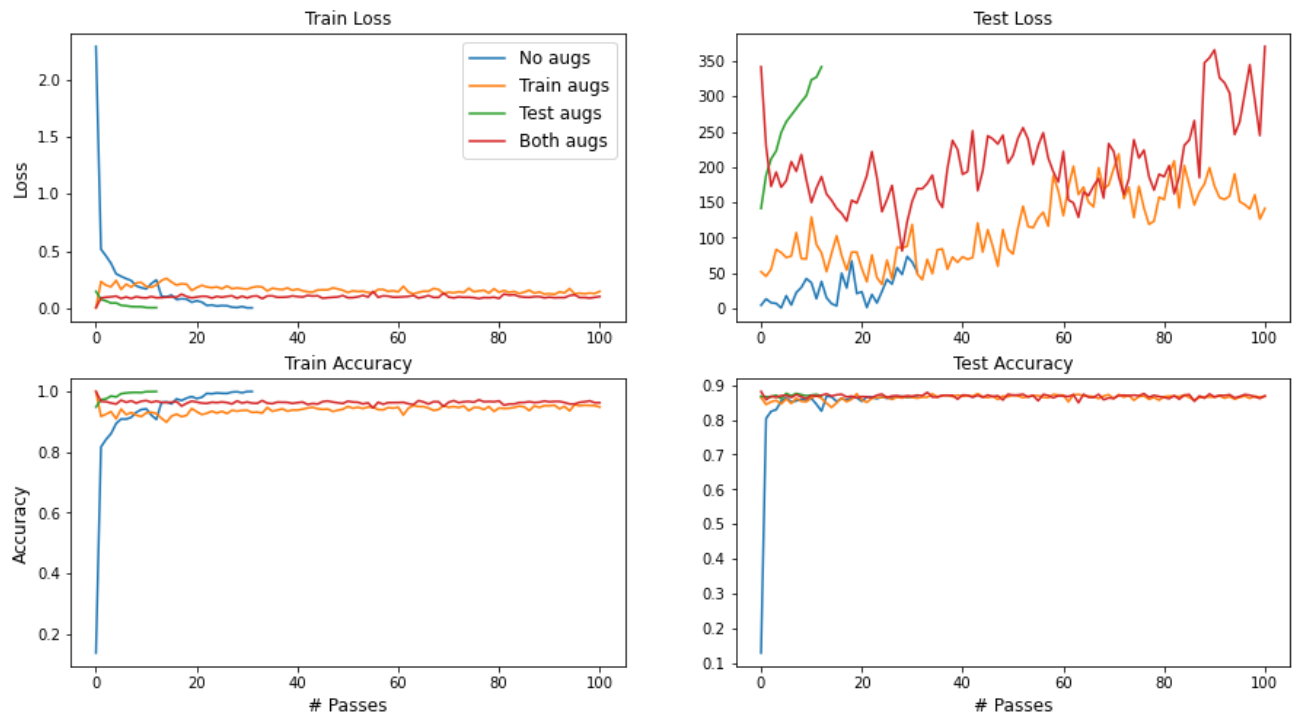 Train Loss
Loss
2.0
1.5
1.0
0.5
0.0
0 20 40 60 80 100
No augs
Train augs
Test augs
Both augs
Test Loss
350
300
250
200
150
100
50
0
0 20 40 60 80 100
Train Accuracy
Accuracy
1.0
0.8
0.6
0.4
0.2
0 20 40 60 80 100
# Passes
Test Accuracy
0.9
0.8
0.7
0.6
0.5
0.4
0.3
0.2
0.1
0 20 40 60 80 100
# Passes